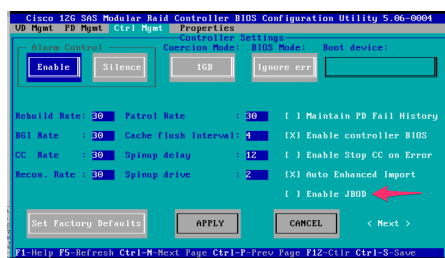 Cisco 12G SAS Modular Raid Controller BIOS Configuration Utility 5.06-0004
VD Mgmt PD Mgmt Ctrl Mgmt Properties
Controller Settings
Alarm Control Coercion Mode: BIOS Mode: Boot device:
Enable Silence 1GB Ignore err
Rebuild Rate: 30 Patrol Rate : 30 [ ] Maintain PD Fail History
BGI Rate : 30 Cache flush Interval: 4 [X] Enable controller BIOS
CC Rate : 30 Spinup delay : 12 [ ] Enable Stop CC on Error
Recon. Rate : 30 Spinup drive : 2 [X] Auto Enhanced Import
[ ] Enable JBOD
Set Factory Defaults APPLY CANCEL < Next >
F1-Help F5-Refresh Ctrl-N-Next Page Ctrl-P-Prev Page F12-Ctlr Ctrl-S-Save